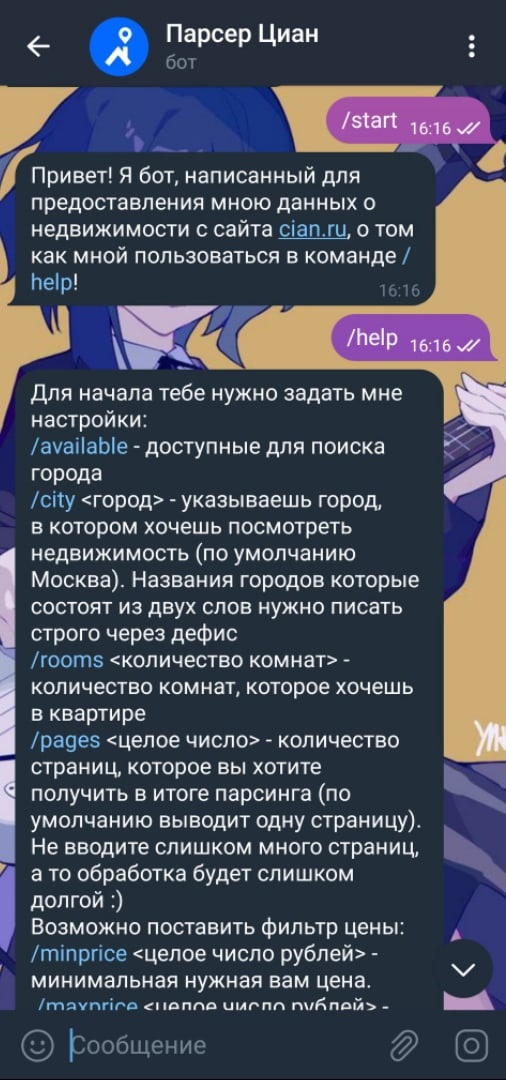 Парсер Циан
бот
/start 16:16
Привет! Я бот, написанный для
предоставления мною данных о
недвижимости с сайта cian.ru, о том
как мной пользоваться в команде /
help!
16:16
/help 16:16
Для начала тебе нужно задать мне
настройки:
/available - доступные для поиска
города
/city <город> - указываешь город,
в котором хочешь посмотреть
недвижимость (по умолчанию
Москва). Названия городов которые
состоят из двух слов нужно писать
строго через дефис
/rooms <количество комнат> -
количество комнат, которое хочешь
в квартире
/pages <целое число> - количество
страниц, которое вы хотите
получить в итоге парсинга (по
умолчанию выводит одну страницу).
Не вводите слишком много страниц,
а то обработка будет слишком
долгой :)
Возможно поставить фильтр цены:
/minprice <целое число рублей> -
минимальная нужная вам цена.
/maxprice <целое число рублей> -
Сообщение